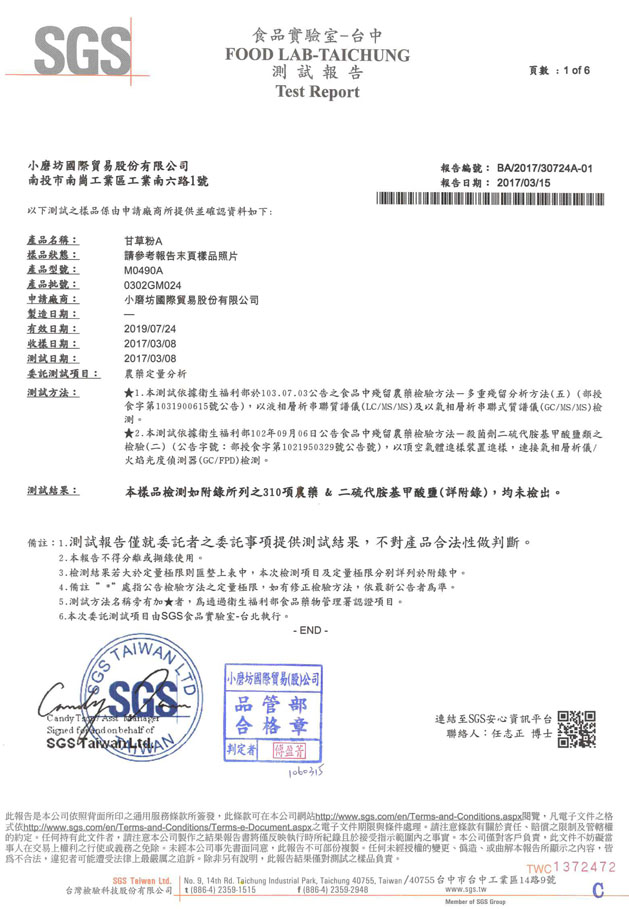 SGS
食品實驗室-台中
FOOD LAB-TAICHUNG
測試報告
Test Report
頁數 : 1 of 6
小磨坊國際貿易股份有限公司
南投市南崗工業區工業南六路1號
報告編號： BA/2017/30724A-01
報告日期： 2017/03/15
以下測試之樣品係由申請廠商所提供並確認資料如下：
產品名稱： 甘草粉A
樣品狀態： 請參考報告末頁樣品照片
產品型號： M0490A
產品批號： 0302GM024
申請廠商： 小磨坊國際貿易股份有限公司
製造日期： —
有效日期： 2019/07/24
收樣日期： 2017/03/08
測試日期： 2017/03/08
委託測試項目： 農藥定量分析
測試方法： ★1.本測試依據衛生福利部於103.07.03公告之食品中殘留農藥檢驗方法－多重殘留分析方法(五) (部授
食字第1031900615號公告)，以液相層析串聯質譜儀(LC/MS/MS)及以氣相層析串聯式質譜儀(GC/MS/MS)檢
測。
★2.本測試依據衛生福利部102年09月06日公告食品中殘留農藥檢驗方法－殺菌劑二硫代胺基甲酸鹽類之
檢驗(二) (公告字號：部授食字第1021950329號公告號)，以頂空氣體進樣裝置進樣，連接氣相層析儀/
火焰光度偵測器(GC/FPD)檢測。
測試結果： 本樣品檢測如附錄所列之310項農藥 & 二硫代胺基甲酸鹽(詳附錄)，均未檢出。
備註：1.測試報告僅就委託者之委託事項提供測試結果，不對產品合法性做判斷。
2.本報告不得分離或擷錄使用。
3.檢測結果若大於定量極限則匯整上表中，本次檢測項目及定量極限分別詳列於附錄中。
4.備註 " *" 處指公告檢驗方法之定量極限，如有修正檢驗方法，依最新公告者為準。
5.測試方法名稱旁有加★者，為通過衛生福利部食品藥物管理署認證項目。
6.本次委託測試項目由SGS食品實驗室-台北執行。
- END -
SGS TAIWAN LTD
SGS
TAIWAN
Signed for and on behalf of
SGS Taiwan Ltd.
小磨坊國際貿易(股)公司
品管部
合格章
判定者
1060315
連結至SGS安心資訊平台
聯絡人：任志正 博士
此報告是本公司依照背面所印之通用服務條款所簽發，此條款可在本公司網站http://www.sgs.com/en/Terms-and-Conditions.aspx閱覽，凡電子文件之格
式依http://www.sgs.com/en/Terms-and-Conditions/Terms-e-Document.aspx之電子文件期限與條件處理。請注意條款有關於責任、賠償之限制及管轄權
的約定。任何持有此文件者，請注意本公司製作之結果報告書將僅反映執行時所紀錄且於接受指示範圍內之事實。本公司僅對客戶負責，此文件不妨礙當
事人在交易上權利之行使或義務之免除。未經本公司事先書面同意，此報告不可部份複製。任何未經授權的變更、偽造、或曲解本報告所顯示之內容，皆
為不合法，違犯者可能遭受法律上最嚴厲之追訴。除非另有說明，此報告結果僅對測試之樣品負責。
TWC1372472
SGS Taiwan Ltd. No. 9, 14th Rd. Taichung Industrial Park, Taichung 40755, Taiwan /40755台中市台中工業區14路9號
台灣檢驗科技股份有限公司 t (886-4) 2359-1515 f (886-4) 2359-2948 www.sgs.tw
C
Member of SGS Group